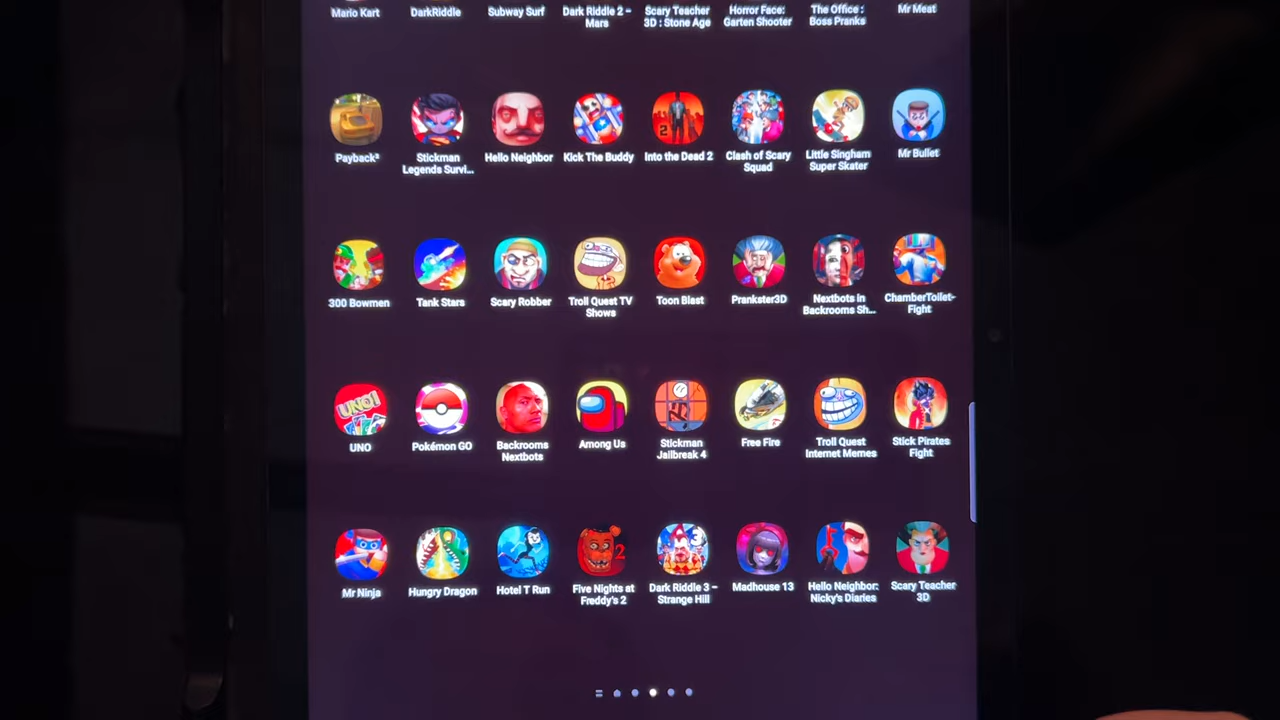 Mario Kart
DarkRiddle
Subway Surf
Dark Riddle 2 –
Mars
Scary Teacher
3D : Stone Age
Horror Face:
Garten Shooter
The Office :
Boss Pranks
Mr Meat
Payback²
Stickman
Legends Survi...
Hello Neighbor
Kick The Buddy
2
Into the Dead 2
Clash of Scary
Squad
Little Singham
Super Skater
Mr Bullet
300 Bowmen
Tank Stars
Scary Robber
Troll Quest TV
Shows
Toon Blast
Prankster3D
Nextbots in
Backrooms Sh...
ChamberToilet-
Fight
UNO!
UNO
Pokémon GO
Backrooms
Nextbots
Among Us
Stickman
Jailbreak 4
Free Fire
Troll Quest
Internet Memes
Stick Pirates
Fight
Mr Ninja
Hungry Dragon
Hotel T Run
2
Five Nights at
Freddy's 2
3
Dark Riddle 3 –
Strange Hill
Madhouse 13
Hello Neighbor:
Nicky's Diaries
Scary Teacher
3D